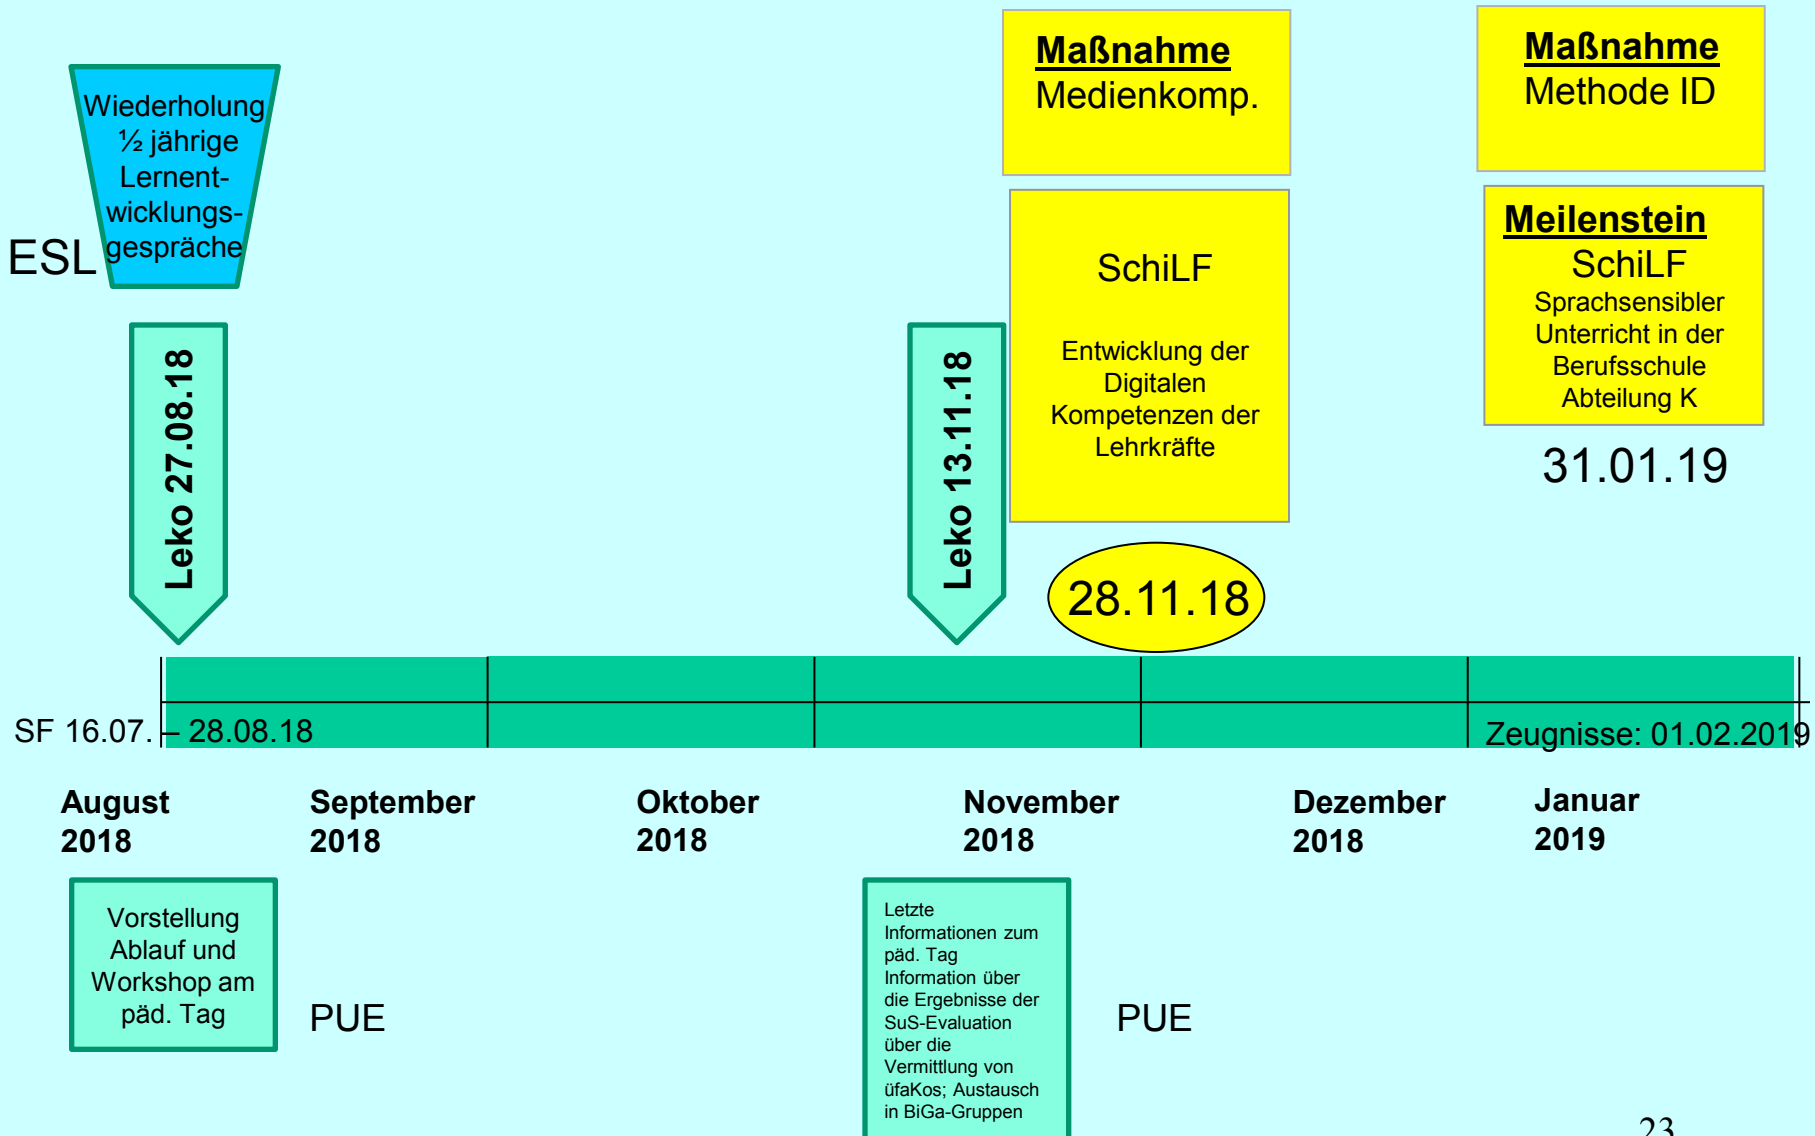 Wiederholung
½ jährige
Lernent-
wicklungs-
gespräche
ESL
Leko 27.08.18
Leko 13.11.18
Maßnahme
Medienkomp.
SchiLF
Entwicklung der
Digitalen
Kompetenzen der
Lehrkräfte
28.11.18
Maßnahme
Methode ID
Meilenstein
SchiLF
Sprachsensibler
Unterricht in der
Berufsschule
Abteilung K
31.01.19
SF 16.07. – 28.08.18
Zeugnisse: 01.02.2019
August
2018
September
2018
Oktober
2018
November
2018
Dezember
2018
Januar
2019
Vorstellung
Ablauf und
Workshop am
päd. Tag
PUE
Letzte
Informationen zum
päd. Tag
Information über
die Ergebnisse der
SuS-Evaluation
über die
Vermittlung von
üfaKos; Austausch
in BiGa-Gruppen
PUE
23